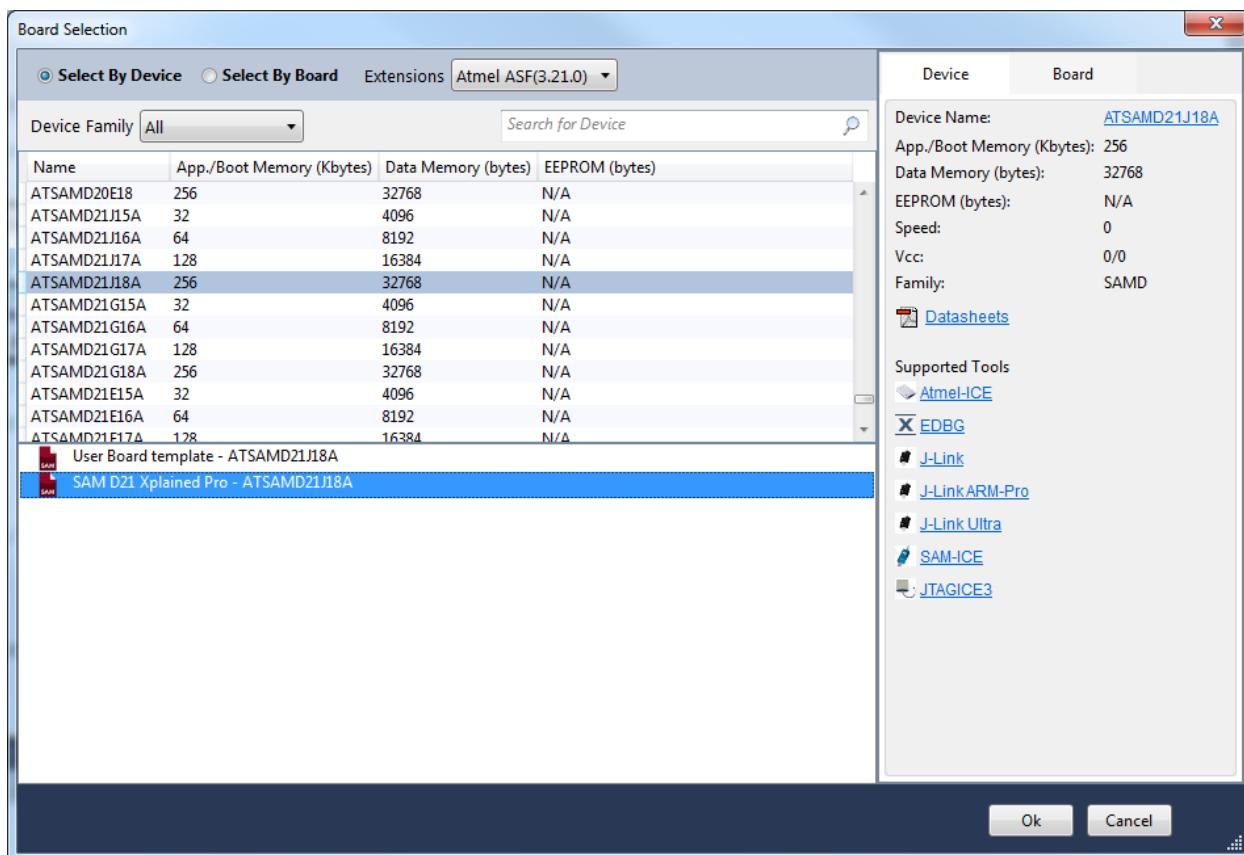 Board Selection
Select By Device Select By Board Extensions Atmel ASF(3.21.0)
Device Family All Search for Device
Name App./Boot Memory (Kbytes) Data Memory (bytes) EEPROM (bytes)
ATSAMD20E18 256 32768 N/A
ATSAMD21J15A 32 4096 N/A
ATSAMD21J16A 64 8192 N/A
ATSAMD21J17A 128 16384 N/A
ATSAMD21J18A 256 32768 N/A
ATSAMD21G15A 32 4096 N/A
ATSAMD21G16A 64 8192 N/A
ATSAMD21G17A 128 16384 N/A
ATSAMD21G18A 256 32768 N/A
ATSAMD21E15A 32 4096 N/A
ATSAMD21E16A 64 8192 N/A
ATSAMD21E17A 128 16384 N/A
SAM User Board template - ATSAMD21J18A
SAM SAM D21 Xplained Pro - ATSAMD21J18A
Device Board
Device Name: ATSAMD21J18A
App./Boot Memory (Kbytes): 256
Data Memory (bytes): 32768
EEPROM (bytes): N/A
Speed: 0
Vcc: 0/0
Family: SAMD
Datasheets
Supported Tools
Atmel-ICE
EDBG
J-Link
J-Link ARM-Pro
J-Link Ultra
SAM-ICE
JTAGICE3
Ok Cancel